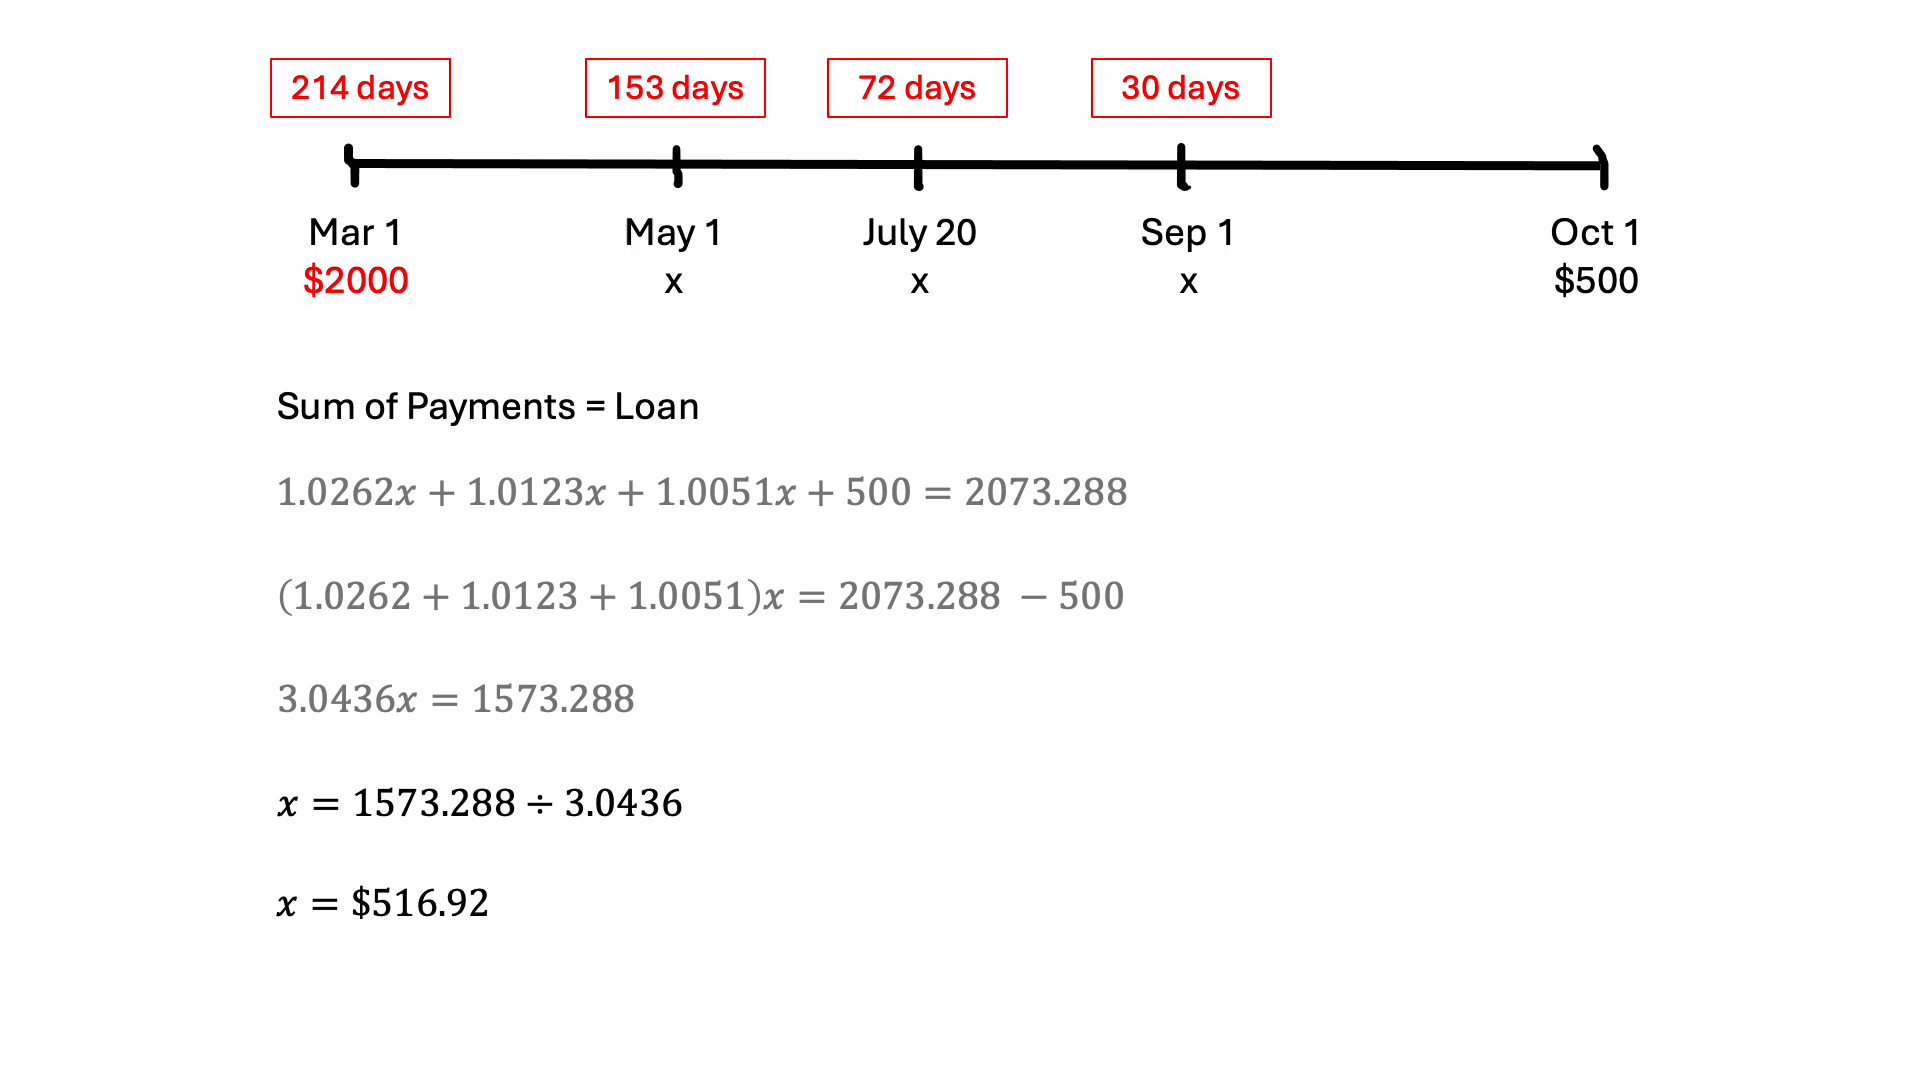 214 days 153 days 72 days 30 days
Mar 1 May 1 July 20 Sep 1 Oct 1
$2000 x x x $500
Sum of Payments = Loan
1.0262x + 1.0123x + 1.0051x + 500 = 2073.288
(1.0262 + 1.0123 + 1.0051)x = 2073.288 − 500
3.0436x = 1573.288
x = 1573.288 ÷ 3.0436
x = $516.92